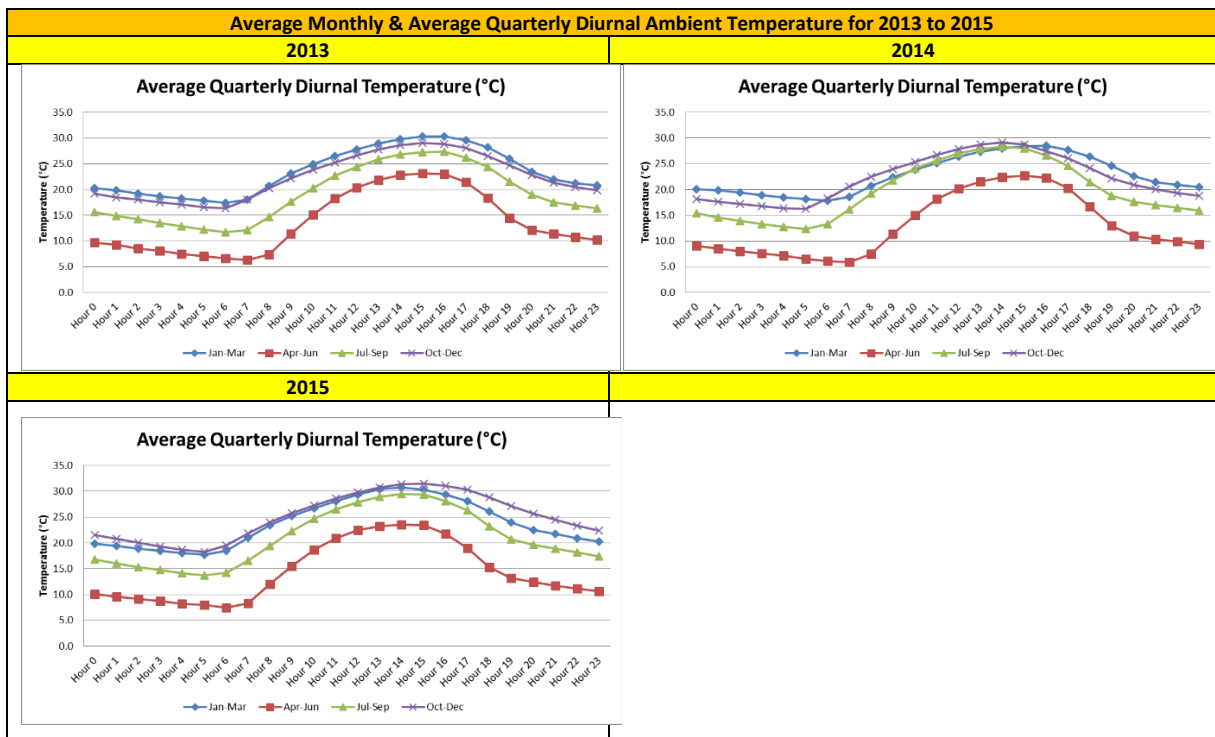 Average Monthly & Average Quarterly Diurnal Ambient Temperature for 2013 to 2015
2013
2014
Average Quarterly Diurnal Temperature (°C)
35.0
30.0
25.0
20.0
15.0
10.0
5.0
0.0
Temperature (°C)
Hour 0
Hour 1
Hour 2
Hour 3
Hour 4
Hour 5
Hour 6
Hour 7
Hour 8
Hour 9
Hour 10
Hour 11
Hour 12
Hour 13
Hour 14
Hour 15
Hour 16
Hour 17
Hour 18
Hour 19
Hour 20
Hour 21
Hour 22
Hour 23
Jan-Mar Apr-Jun Jul-Sep Oct-Dec
Average Quarterly Diurnal Temperature (°C)
35.0
30.0
25.0
20.0
15.0
10.0
5.0
0.0
Temperature (°C)
Hour 0
Hour 1
Hour 2
Hour 3
Hour 4
Hour 5
Hour 6
Hour 7
Hour 8
Hour 9
Hour 10
Hour 11
Hour 12
Hour 13
Hour 14
Hour 15
Hour 16
Hour 17
Hour 18
Hour 19
Hour 20
Hour 21
Hour 22
Hour 23
Jan-Mar Apr-Jun Jul-Sep Oct-Dec
2015
Average Quarterly Diurnal Temperature (°C)
35.0
30.0
25.0
20.0
15.0
10.0
5.0
0.0
Temperature (°C)
Hour 0
Hour 1
Hour 2
Hour 3
Hour 4
Hour 5
Hour 6
Hour 7
Hour 8
Hour 9
Hour 10
Hour 11
Hour 12
Hour 13
Hour 14
Hour 15
Hour 16
Hour 17
Hour 18
Hour 19
Hour 20
Hour 21
Hour 22
Hour 23
Jan-Mar Apr-Jun Jul-Sep Oct-Dec